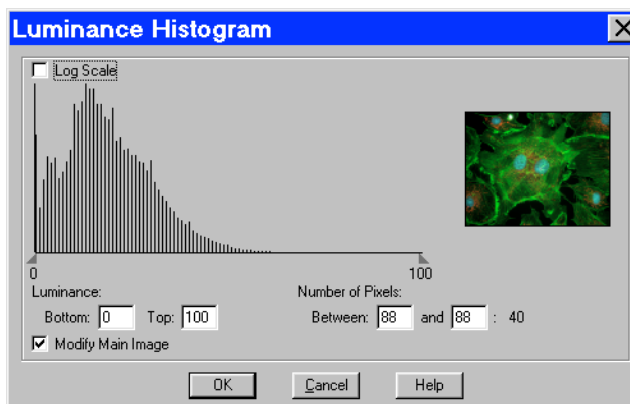 Luminance Histogram
Log Scale
0 100
Luminance: Number of Pixels:
Bottom: 0 Top: 100 Between: 88 and 88 : 40
Modify Main Image
OK Cancel Help